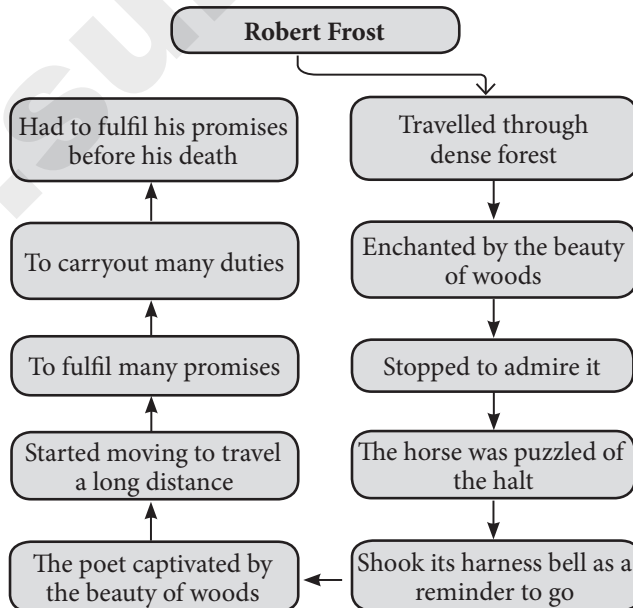 Robert Frost
Travelled through
dense forest
Enchanted by the beauty
of woods
Stopped to admire it
The horse was puzzled of
the halt
Shook its harness bell as a
reminder to go
The poet captivated by
the beauty of woods
Started moving to travel
a long distance
To fulfil many promises
To carryout many duties
Had to fulfil his promises
before his death